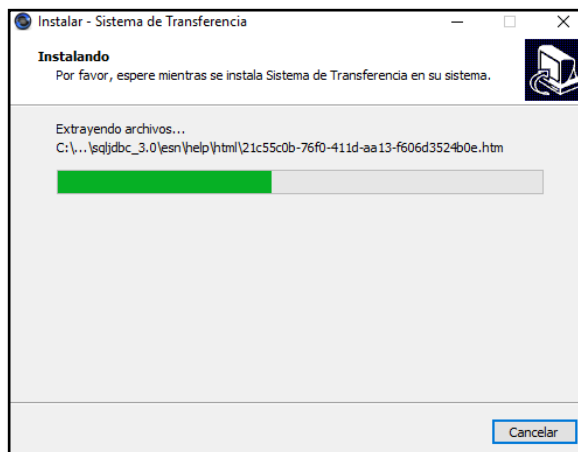 Instalar - Sistema de Transferencia
Instalando
Por favor, espere mientras se instala Sistema de Transferencia en su sistema.
Extrayendo archivos...
C:\...\sqljdbc_3.0\esn\help\html\21c55c0b-76f0-411d-aa13-f606d3524b0e.htm
Cancelar